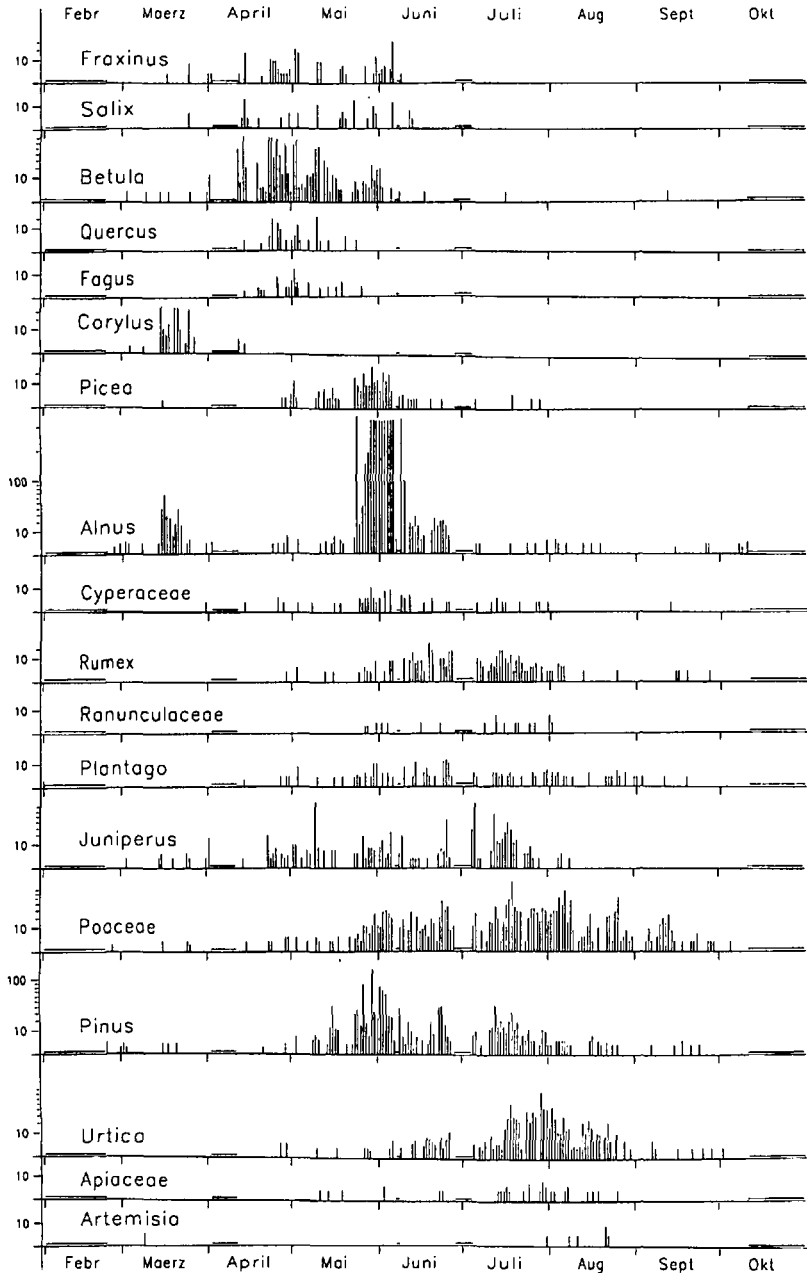 Febr Maerz April Mai Juni Juli Aug Sept Okt
10 Fraxinus
10 Salix
10 Betula
10 Quercus
10 Fagus
10 Corylus
10 Picea
100
10 Alnus
10 Cyperaceae
10 Rumex
10 Ranunculaceae
10 Plantago
10 Juniperus
10 Poaceae
100
10 Pinus
10 Urtica
10 Apiaceae
10 Artemisia
Febr Maerz April Mai Juni Juli Aug Sept Okt